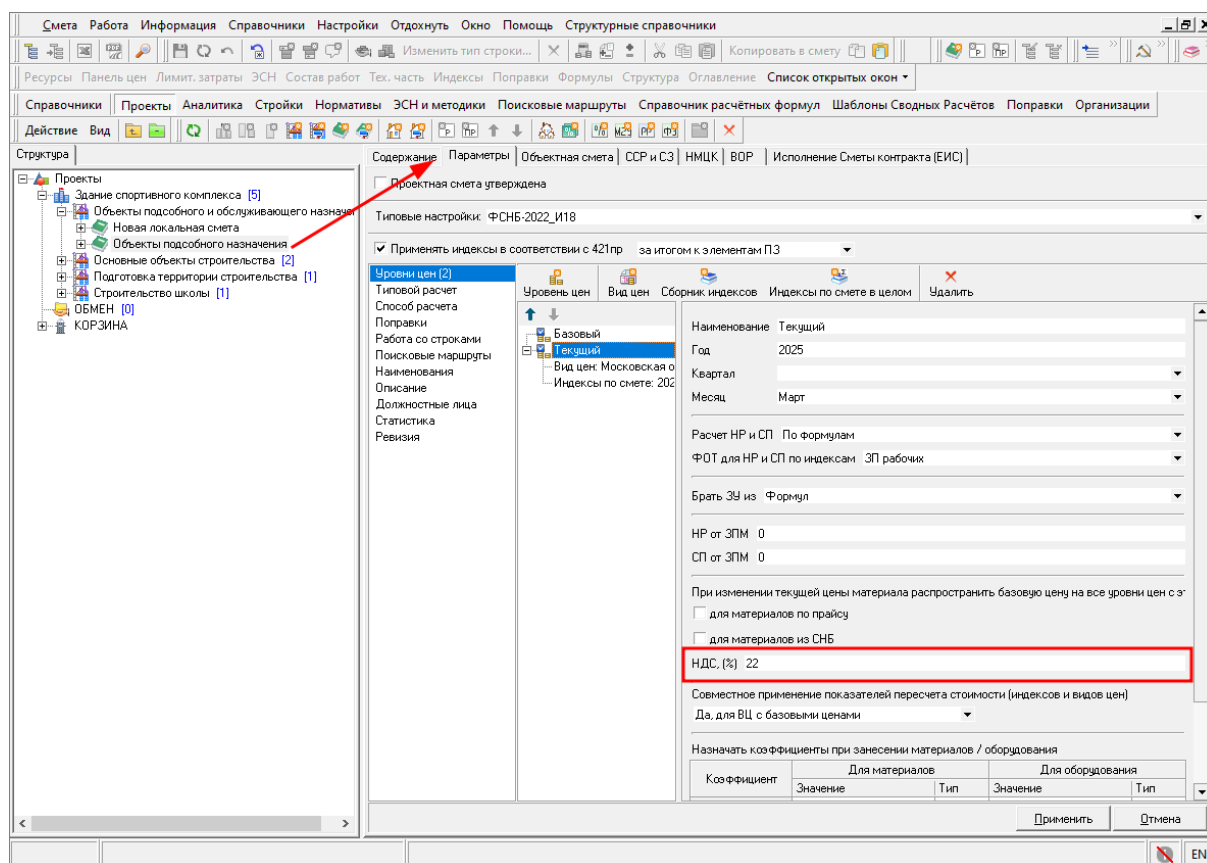 Смета Работа Информация Справочники Настройки Отдохнуть Окно Помощь Структурные справочники
Изменить тип строки... Копировать в смету
Ресурсы Панель цен Лимит. затраты ЭСН Состав работ Тех. часть Индексы Поправки Формулы Структура Оглавление Список открытых окон
Справочники Проекты Аналитика Стройки Нормативы ЭСН и методики Поисковые маршруты Справочник расчётных формул Шаблоны Сводных Расчётов Поправки Организации
Действие Вид
Структура
Проекты
Здание спортивного комплекса [5]
Объекты подсобного и обслуживающего назначен
Новая локальная смета
Объекты подсобного назначения
Основные объекты строительства [2]
Подготовка территории строительства [1]
Строительство школы [1]
ОБМЕН [0]
КОРЗИНА
Содержание Параметры Объектная смета ССР и СЗ НМЦК ВОР Исполнение Сметы контракта (ЕИС)
Проектная смета утверждена
Типовые настройки: ФСНБ-2022_И18
Применять индексы в соответствии с 421пр за итогом к элементам ПЗ
Уровни цен (2)
Типовой расчет
Способ расчета
Поправки
Работа со строками
Поисковые маршруты
Наименования
Описание
Должностные лица
Статистика
Ревизия
Уровень цен Вид цен Сборник индексов Индексы по смете в целом Удалить
Базовый
Текущий
Вид цен: Московская о
Индексы по смете: 202
Наименование Текущий
Год 2025
Квартал
Месяц Март
Расчет НР и СП По формулам
ФОТ для НР и СП по индексам ЗП рабочих
Брать ЗУ из Формул
НР от ЗПМ 0
СП от ЗПМ 0
При изменении текущей цены материала распространить базовую цену на все уровни цен с эт
для материалов по прайсу
для материалов из СНБ
НДС, (%) 22
Совместное применение показателей пересчета стоимости (индексов и видов цен)
Да, для ВЦ с базовыми ценами
Назначать коэффициенты при занесении материалов / оборудования
Коэффициент Для материалов Для оборудования
Значение Тип Значение Тип
Применить Отмена
EN